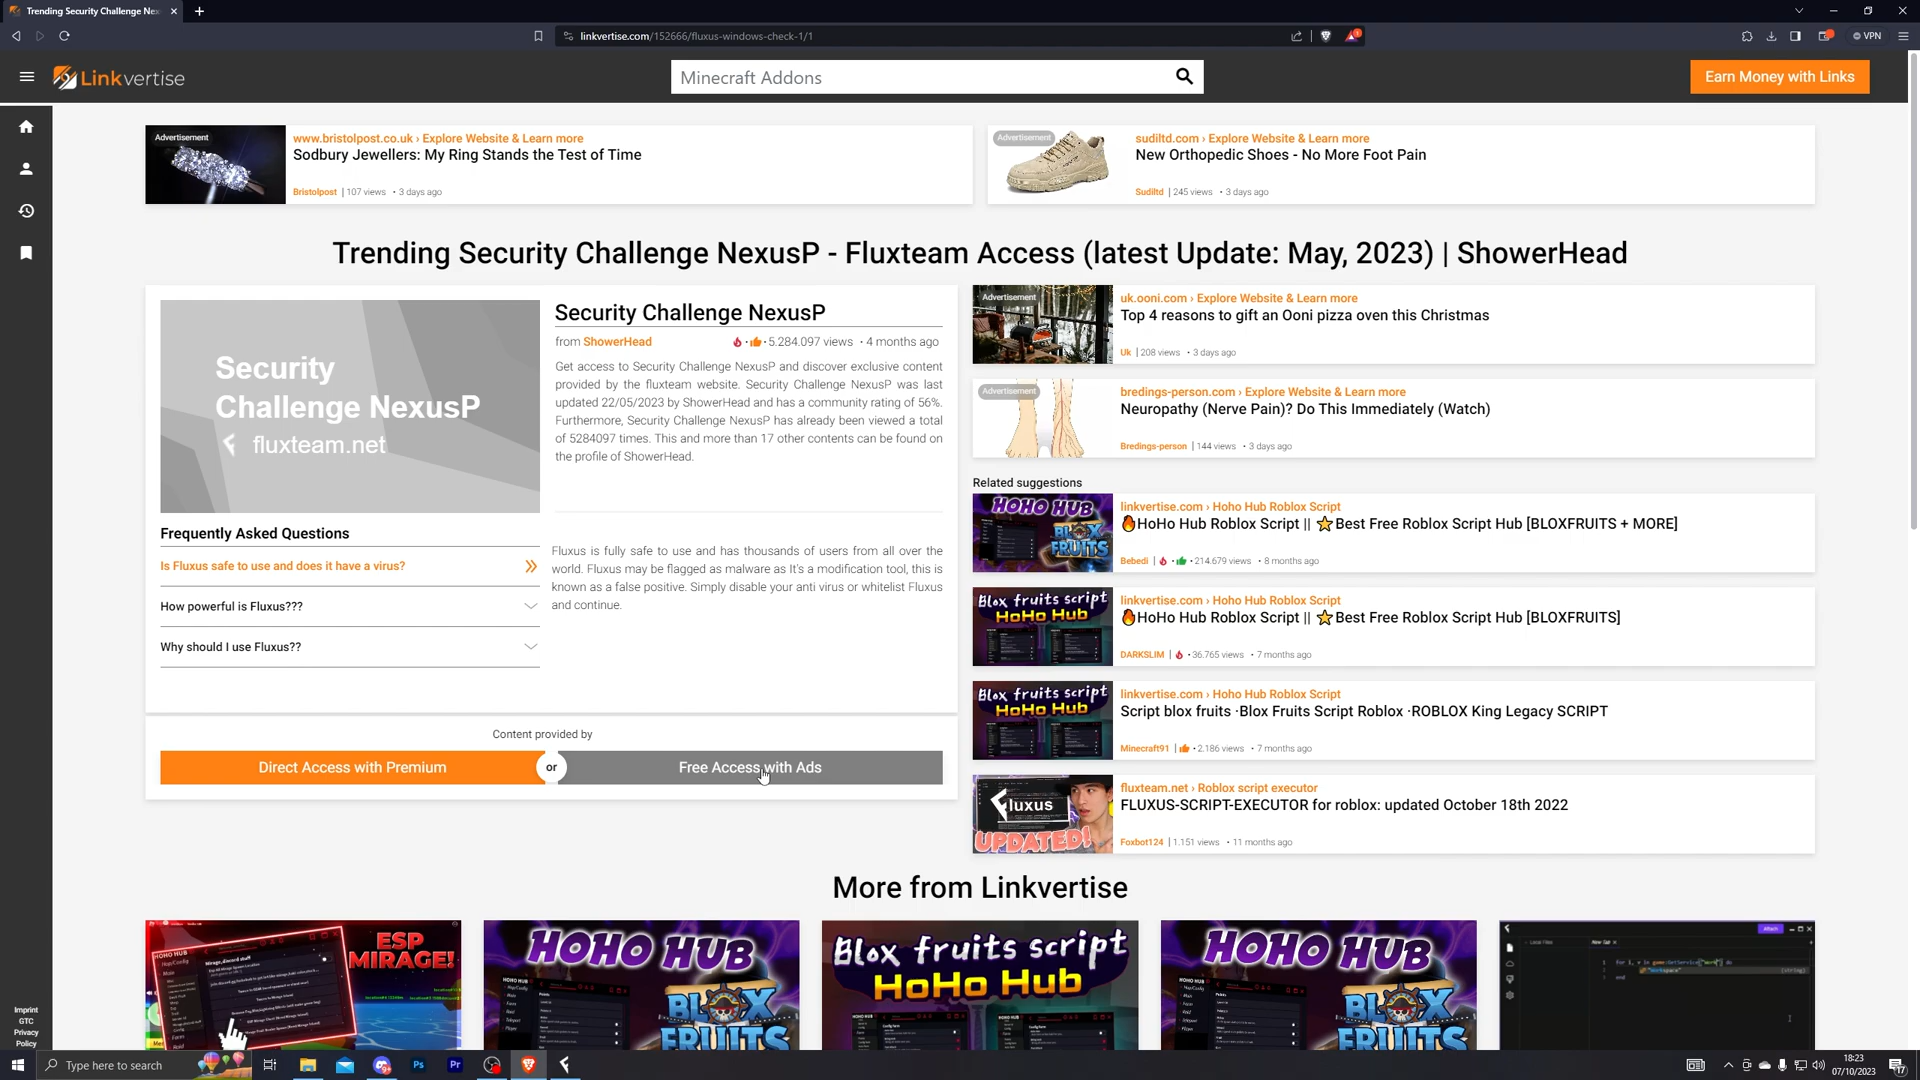 Trending Security Challenge Nex
linkvertise.com/152666/fluxus-windows-check-1/1
VPN
Linkvertise
Minecraft Addons
Earn Money with Links
Advertisement
www.bristolpost.co.uk › Explore Website & Learn more
Sodbury Jewellers: My Ring Stands the Test of Time
Bristolpost | 107 views • 3 days ago
Advertisement
sudiltd.com › Explore Website & Learn more
New Orthopedic Shoes - No More Foot Pain
Sudiltd | 245 views • 3 days ago
Trending Security Challenge NexusP - Fluxteam Access (latest Update: May, 2023) | ShowerHead
Security
Challenge NexusP
fluxteam.net
Security Challenge NexusP
from ShowerHead
5.284.097 views • 4 months ago
Get access to Security Challenge NexusP and discover exclusive content
provided by the fluxteam website. Security Challenge NexusP was last
updated 22/05/2023 by ShowerHead and has a community rating of 56%.
Furthermore, Security Challenge NexusP has already been viewed a total
of 5284097 times. This and more than 17 other contents can be found on
the profile of ShowerHead.
Frequently Asked Questions
Is Fluxus safe to use and does it have a virus?
How powerful is Fluxus???
Why should I use Fluxus??
Fluxus is fully safe to use and has thousands of users from all over the
world. Fluxus may be flagged as malware as It's a modification tool, this is
known as a false positive. Simply disable your anti virus or whitelist Fluxus
and continue.
Content provided by
Direct Access with Premium
or
Free Access with Ads
Advertisement
uk.ooni.com › Explore Website & Learn more
Top 4 reasons to gift an Ooni pizza oven this Christmas
Uk | 208 views • 3 days ago
Advertisement
bredings-person.com › Explore Website & Learn more
Neuropathy (Nerve Pain)? Do This Immediately (Watch)
Bredings-person | 144 views • 3 days ago
Related suggestions
HOHO HUB
BLOX
FRUITS
linkvertise.com › Hoho Hub Roblox Script
🔥HoHo Hub Roblox Script || ⭐Best Free Roblox Script Hub [BLOXFRUITS + MORE]
Bebedi | 214.679 views • 8 months ago
Blox fruits script
HoHo Hub
linkvertise.com › Hoho Hub Roblox Script
🔥HoHo Hub Roblox Script || ⭐Best Free Roblox Script Hub [BLOXFRUITS]
DARKSLIM | 36.765 views • 7 months ago
Blox fruits script
HoHo Hub
linkvertise.com › Hoho Hub Roblox Script
Script blox fruits ·Blox Fruits Script Roblox ·ROBLOX King Legacy SCRIPT
Minecraft91 | 2.186 views • 7 months ago
Fluxus
UPDATED!
fluxteam.net › Roblox script executor
FLUXUS-SCRIPT-EXECUTOR for roblox: updated October 18th 2022
Foxbot124 | 1.151 views • 11 months ago
More from Linkvertise
ESP
MIRAGE!
HOHO HUB
BLOX
FRUITS
Blox fruits script
HoHo Hub
HOHO HUB
BLOX
FRUITS
Attach
Local Files
New Tab
Imprint
GTC
Privacy
Policy
Type here to search
18:23
07/10/2023